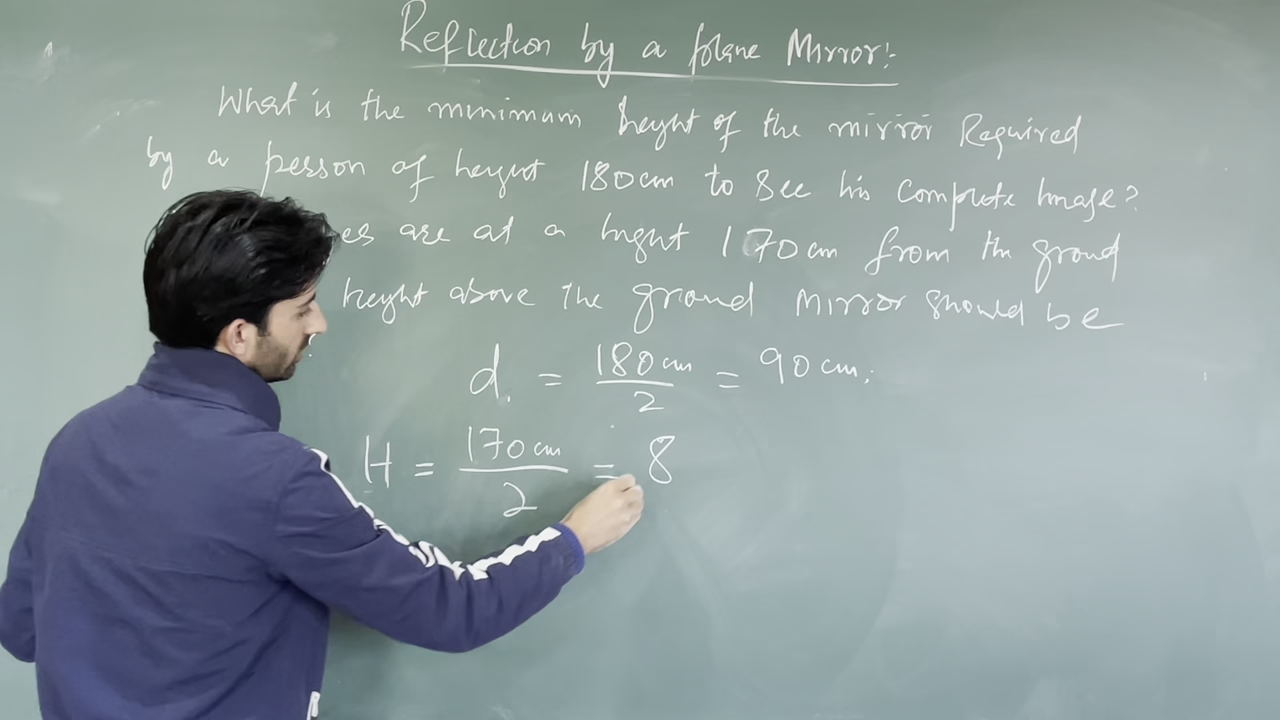 Reflection by a plane Mirror:-
What is the minimum height of the mirror Required
by a person of height 180cm to see his complete Image?
es are at a height 170cm from the groud
height above the ground mirror should be
d. = 180cm/2 = 90cm.
H = 170cm/2 = 8